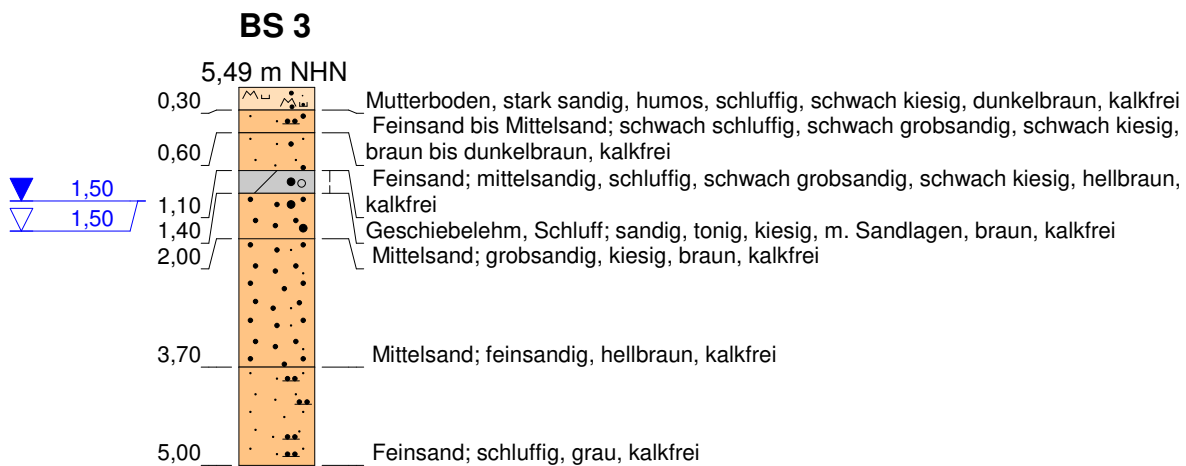 BS 3
5,49 m NHN
0,30
Mutterboden, stark sandig, humos, schluffig, schwach kiesig, dunkelbraun, kalkfrei
Feinsand bis Mittelsand; schwach schluffig, schwach grobsandig, schwach kiesig,
0,60
braun bis dunkelbraun, kalkfrei
Feinsand; mittelsandig, schluffig, schwach grobsandig, schwach kiesig, hellbraun,
1,50
1,10
kalkfrei
1,50
1,40
Geschiebelehm, Schluff; sandig, tonig, kiesig, m. Sandlagen, braun, kalkfrei
2,00
Mittelsand; grobsandig, kiesig, braun, kalkfrei
3,70
Mittelsand; feinsandig, hellbraun, kalkfrei
5,00
Feinsand; schluffig, grau, kalkfrei